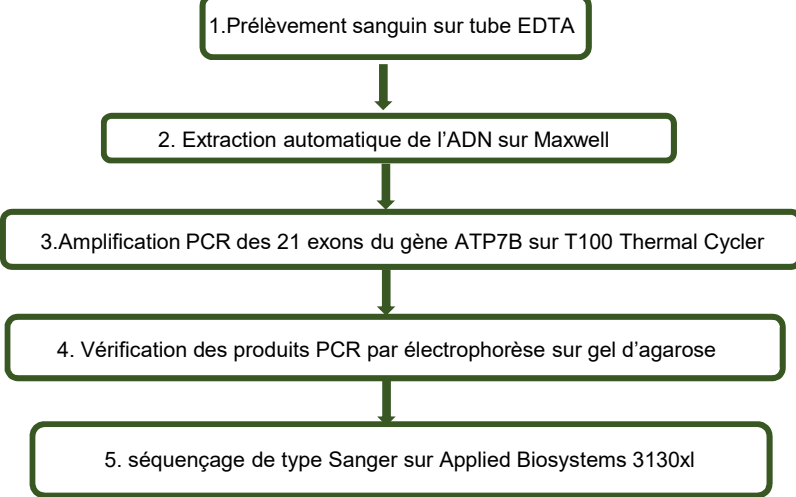 1.Prélèvement sanguin sur tube EDTA
2. Extraction automatique de l’ADN sur Maxwell
3.Amplification PCR des 21 exons du gène ATP7B sur T100 Thermal Cycler
4. Vérification des produits PCR par électrophorèse sur gel d’agarose
5. séquençage de type Sanger sur Applied Biosystems 3130xl